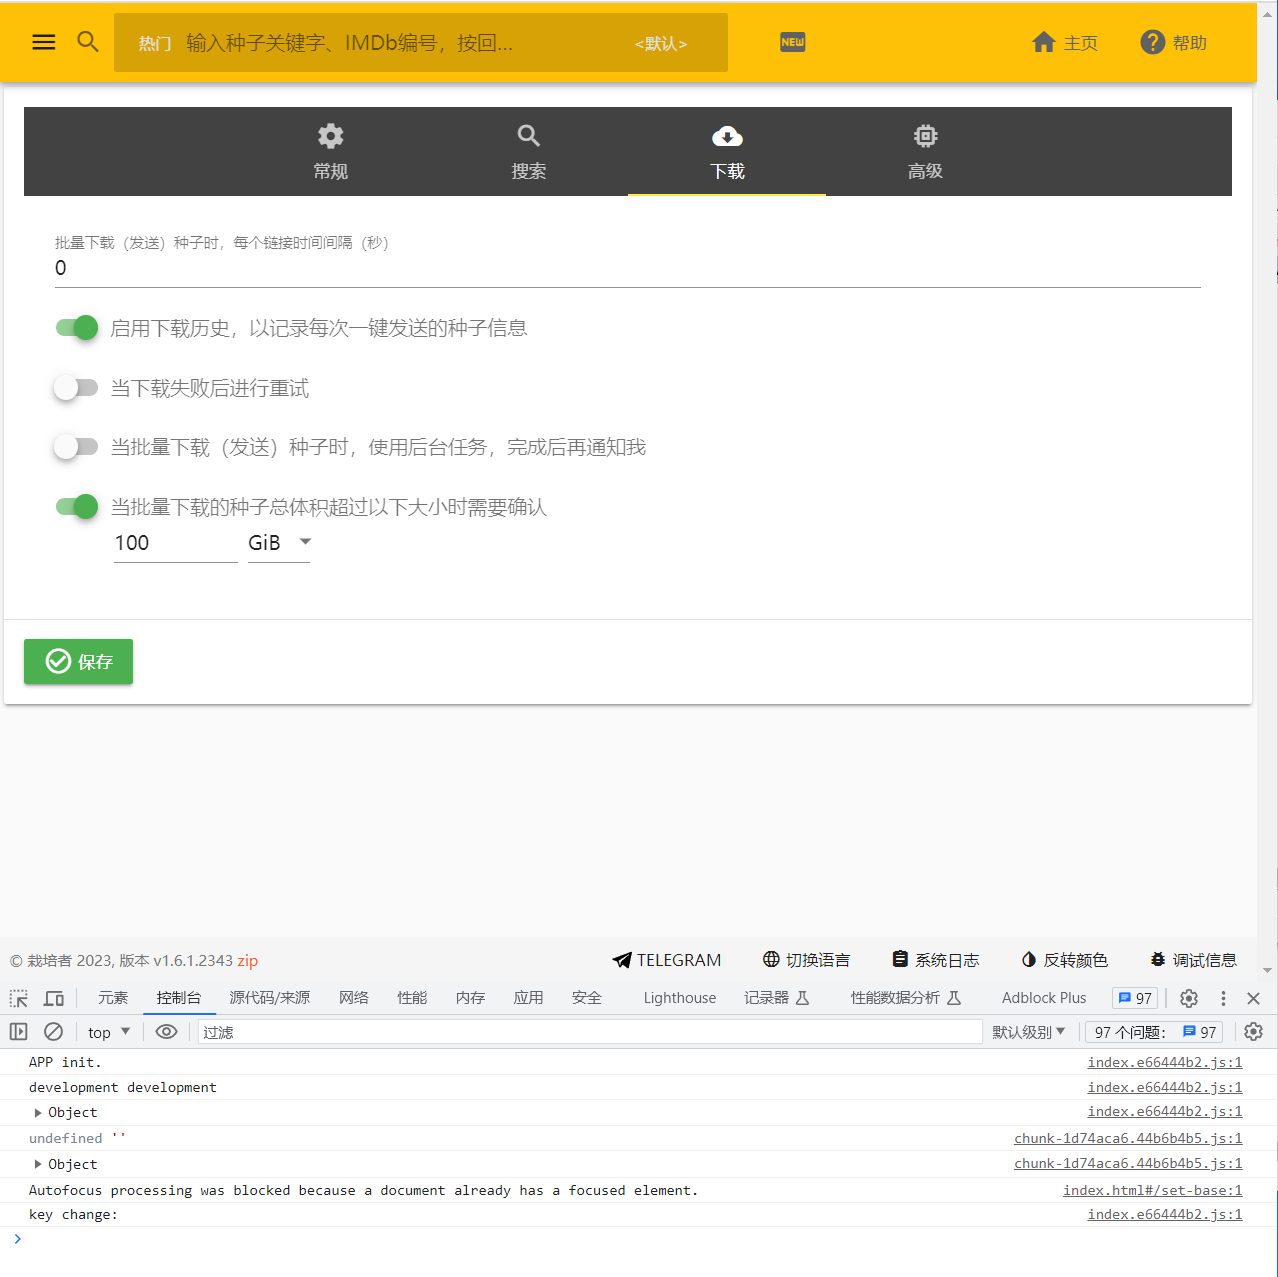 热门 输入种子关键字、IMDb编号，按回... <默认> NEW 主页 帮助
常规 搜索 下载 高级
批量下载（发送）种子时，每个链接时间间隔（秒）
0
启用下载历史，以记录每次一键发送的种子信息
当下载失败后进行重试
当批量下载（发送）种子时，使用后台任务，完成后再通知我
当批量下载的种子总体积超过以下大小时需要确认
100 GiB
保存
© 栽培者 2023, 版本 v1.6.1.2343 zip TELEGRAM 切换语言 系统日志 反转颜色 调试信息
元素 控制台 源代码/来源 网络 性能 内存 应用 安全 Lighthouse 记录器 性能数据分析 Adblock Plus 97
top 过滤 默认级别 97 个问题： 97
APP init. index.e66444b2.js:1
development development index.e66444b2.js:1
Object index.e66444b2.js:1
undefined '' chunk-1d74aca6.44b6b4b5.js:1
Object chunk-1d74aca6.44b6b4b5.js:1
Autofocus processing was blocked because a document already has a focused element. index.html#/set-base:1
key change: index.e66444b2.js:1